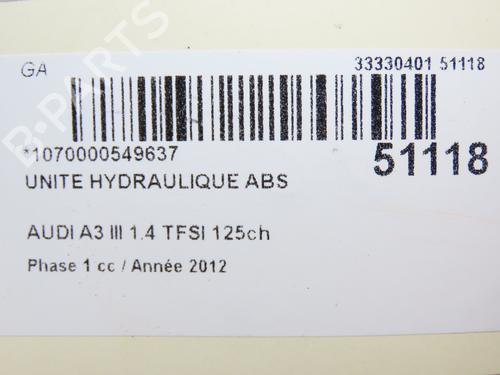 GA
33330401 51118
*1070000549637
51118
UNITE HYDRAULIQUE ABS
AUDI A3 III 1.4 TFSI 125ch
Phase 1 cc / Année 2012
B-PARTS